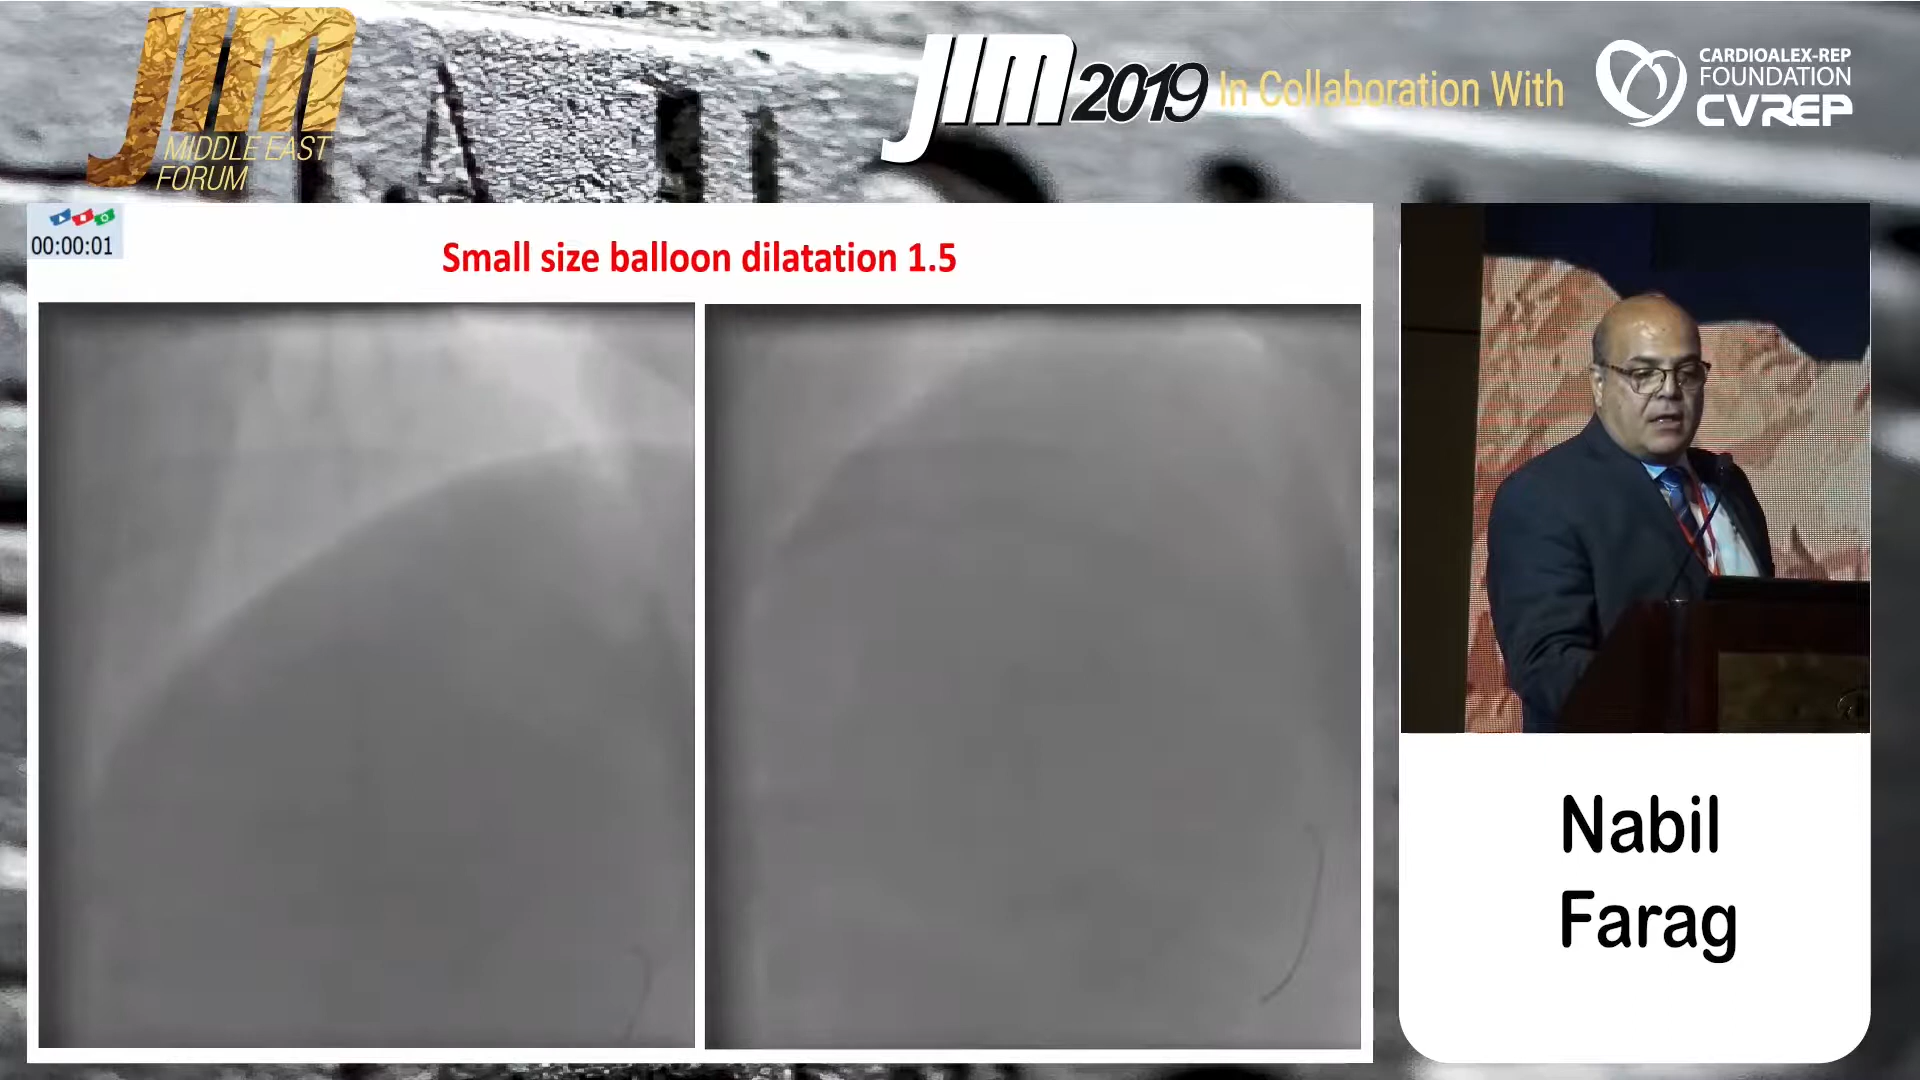 JIM
MIDDLE EAST
FORUM
JIM 2019
In Collaboration With
CARDIOALEX-REP
FOUNDATION
CVREP
00:00:01
Small size balloon dilatation 1.5
Nabil
Farag